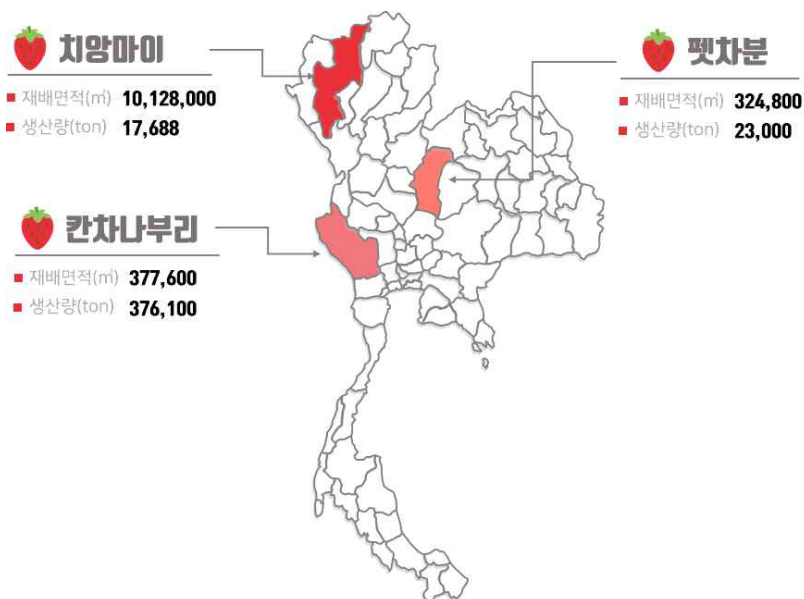 치앙마이
재배면적(㎡) 10,128,000
생산량(ton) 17,688
펫차분
재배면적(㎡) 324,800
생산량(ton) 23,000
칸차나부리
재배면적(㎡) 377,600
생산량(ton) 376,100